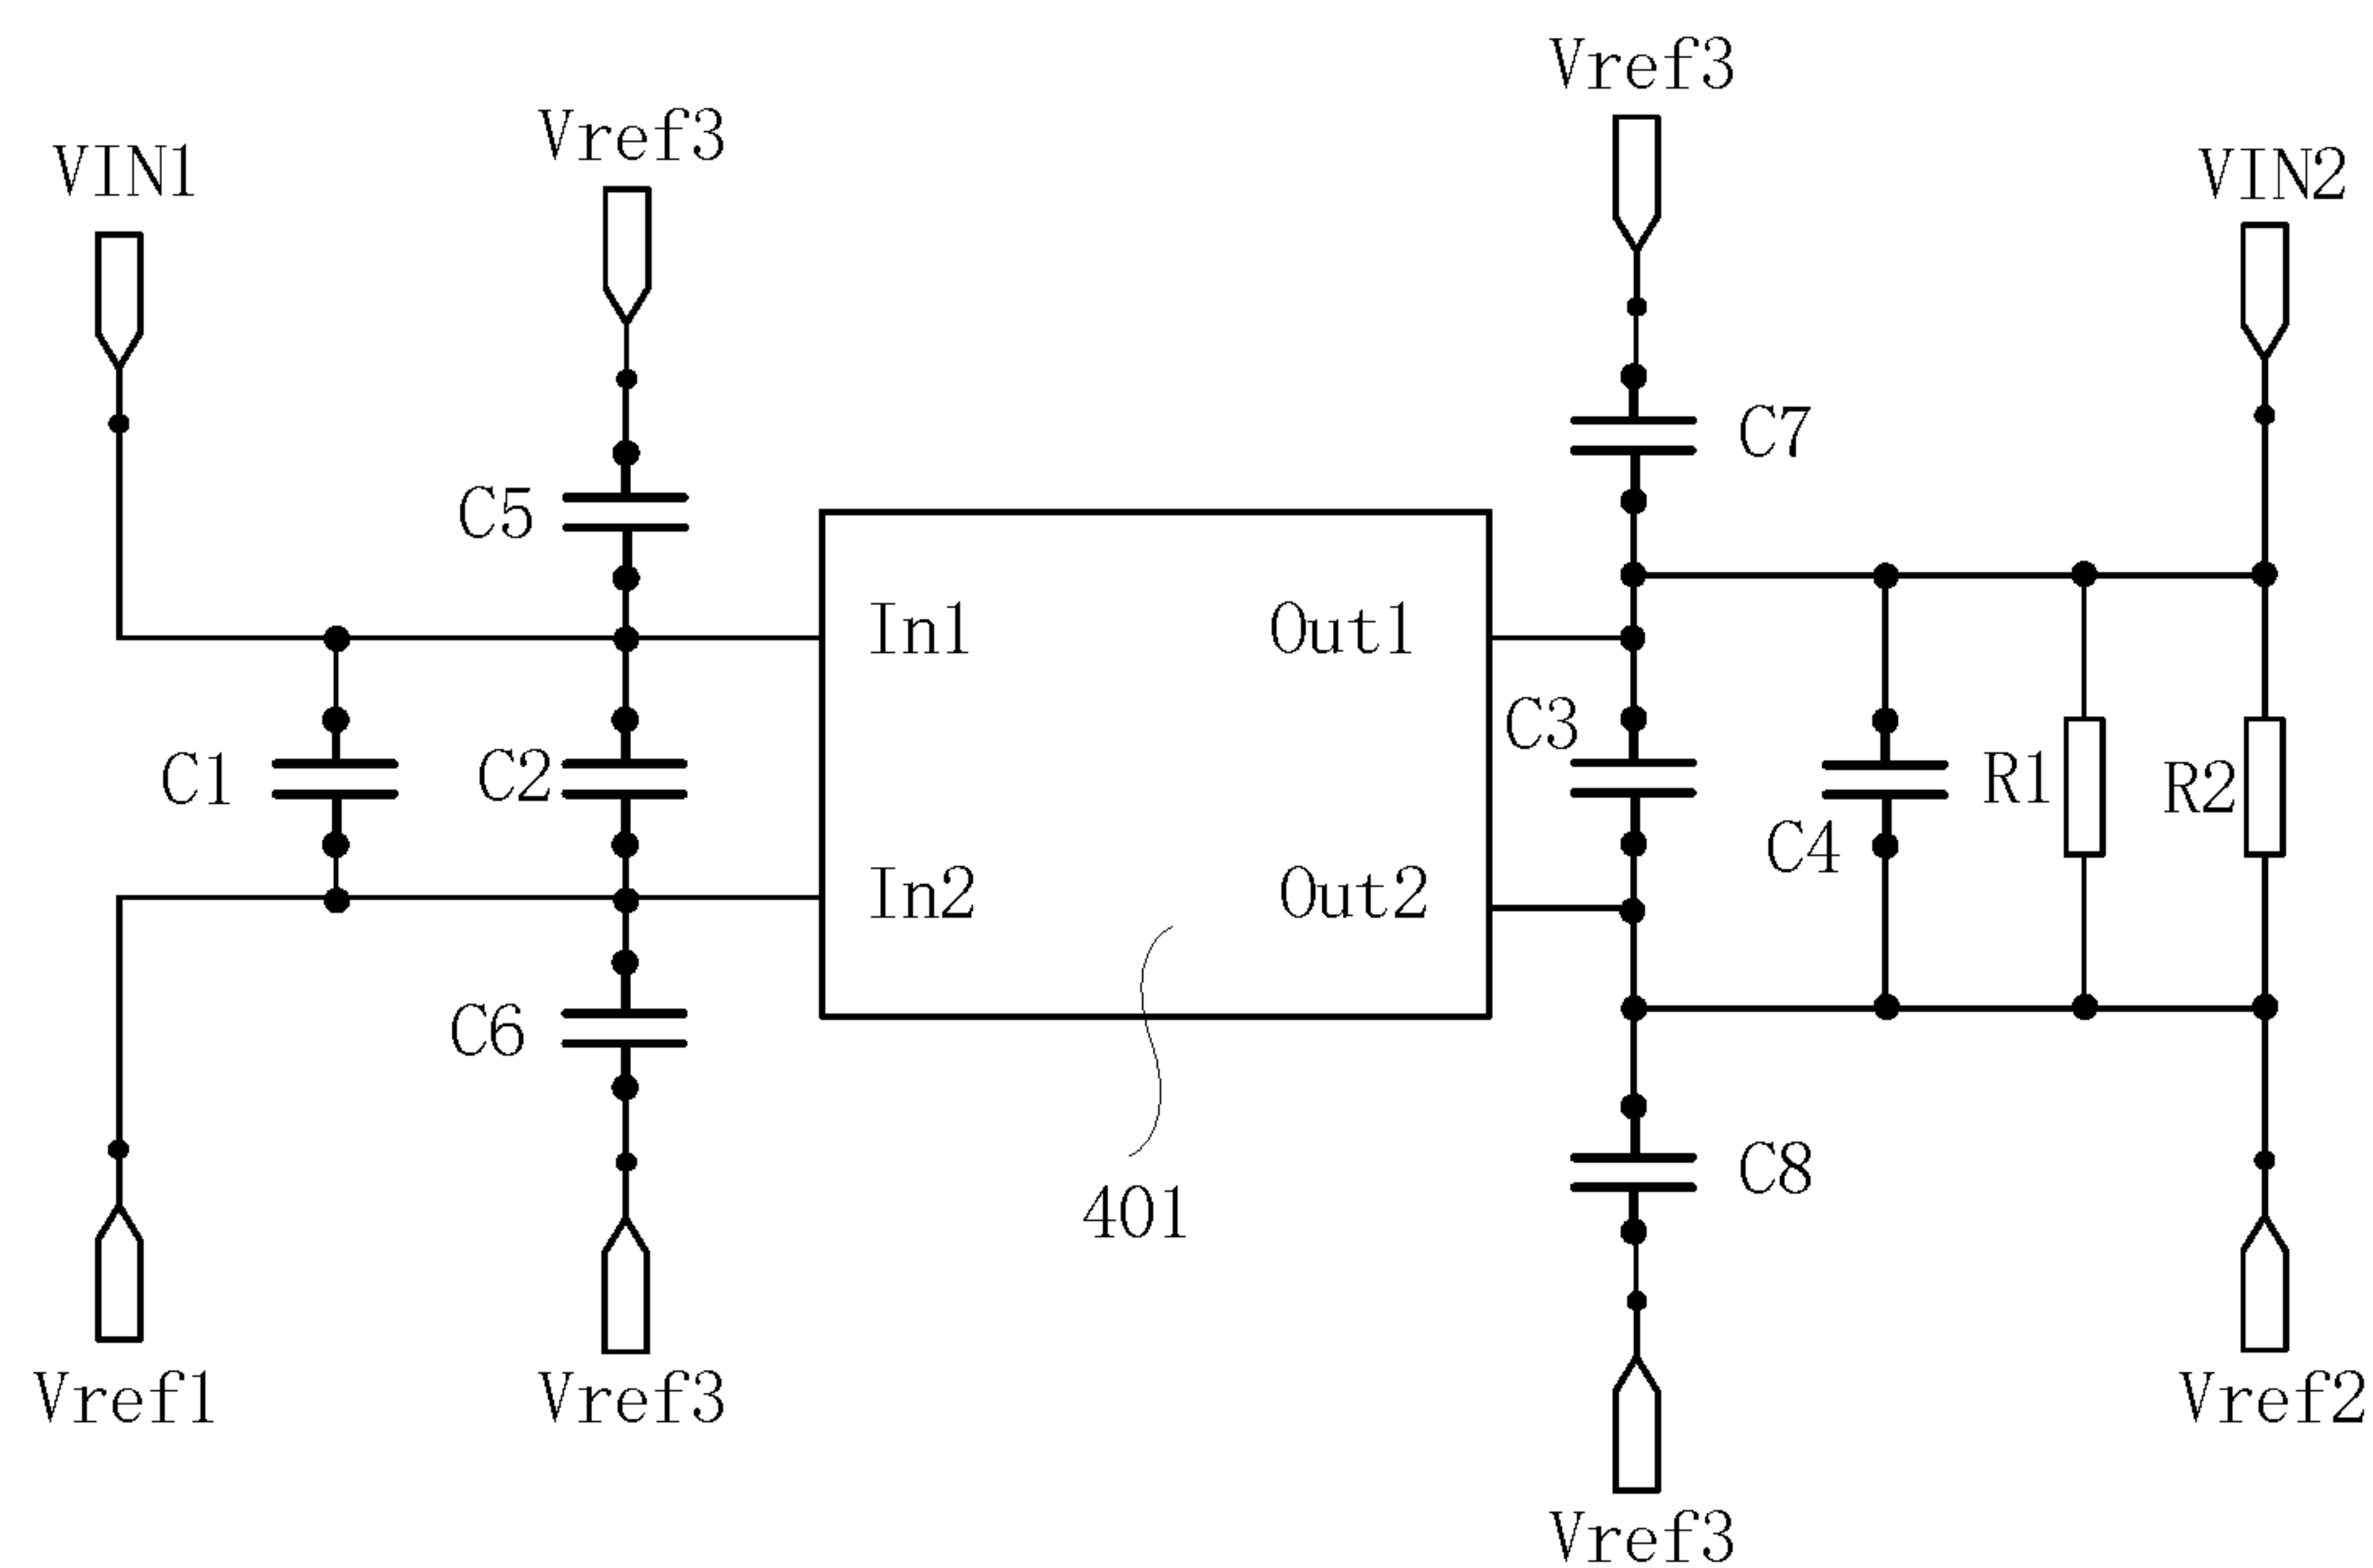 Vref3
Vref3
VIN1
VIN2
C7
C5
In1
Out1
C3
C1
C2
R1
R2
C4
In2
Out2
C6
C8
401
Vref1
Vref3
Vref2
Vref3